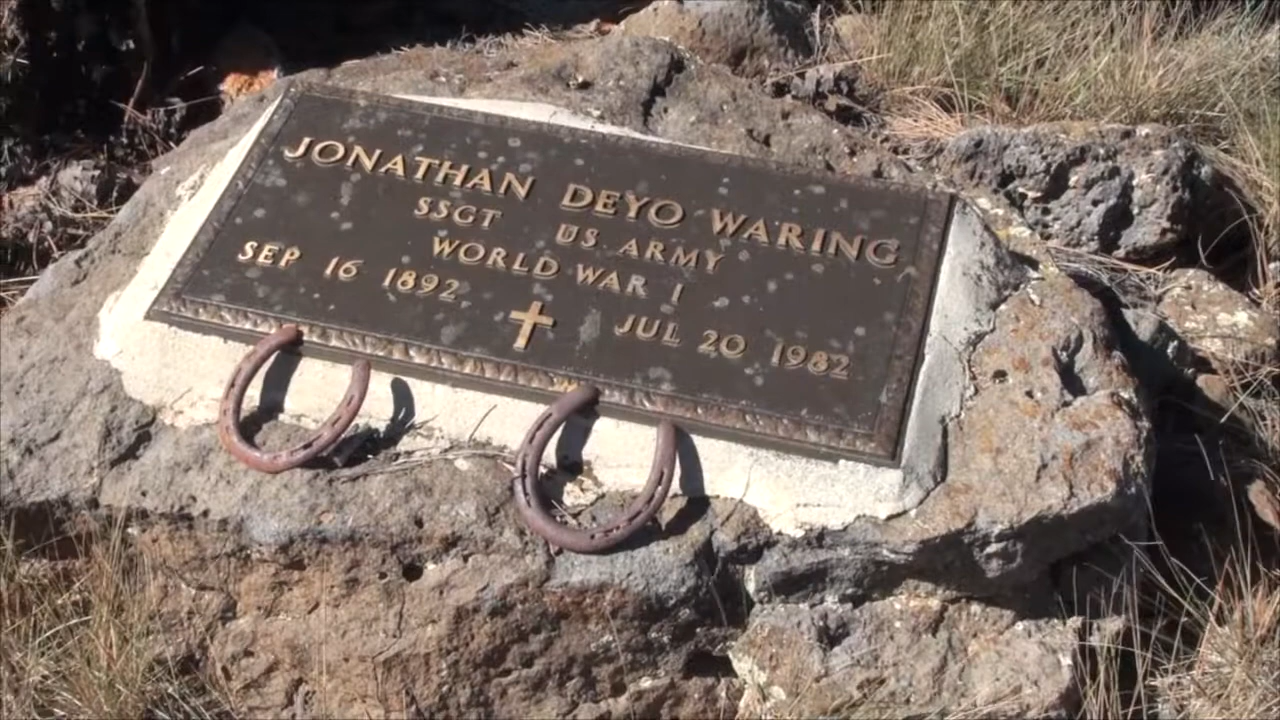 JONATHAN DEYO WARING
SSGT US ARMY
WORLD WAR I
SEP 16 1892 JUL 20 1982